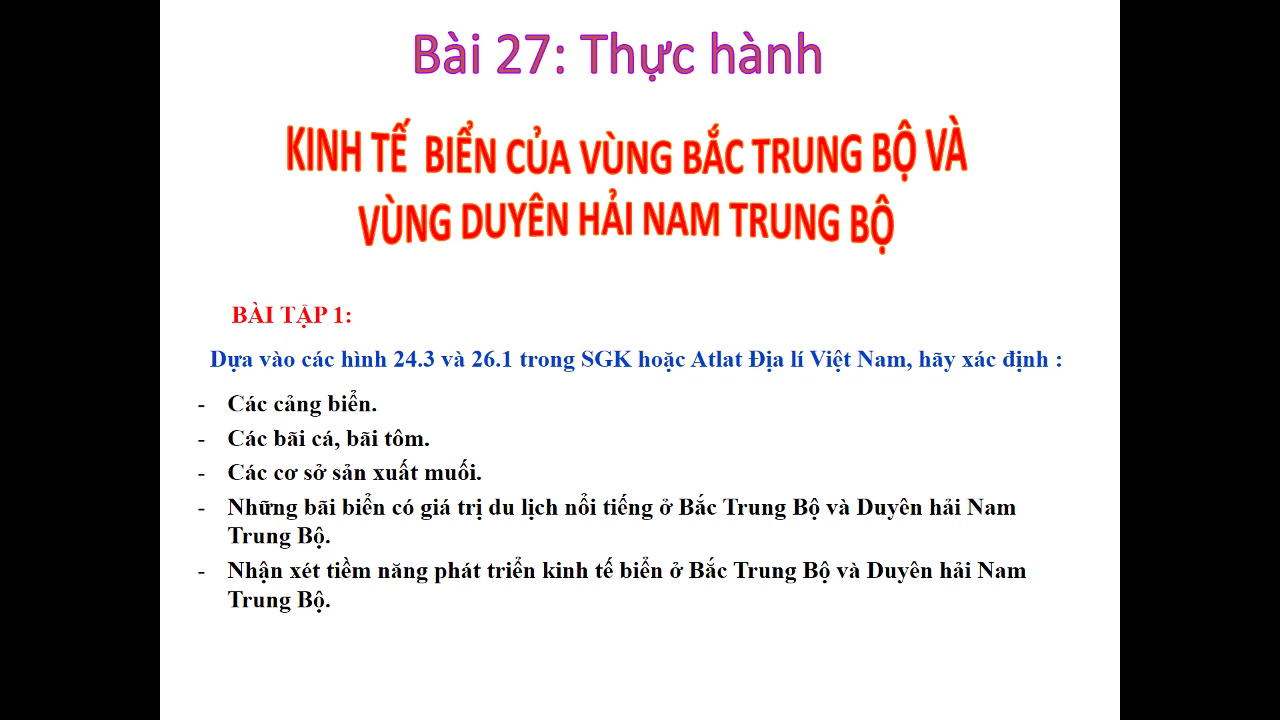 Bài 27: Thực hành
KINH TẾ BIỂN CỦA VÙNG BẮC TRUNG BỘ VÀ
VÙNG DUYÊN HẢI NAM TRUNG BỘ
BÀI TẬP 1:
Dựa vào các hình 24.3 và 26.1 trong SGK hoặc Atlat Địa lí Việt Nam, hãy xác định :
- Các cảng biển.
- Các bãi cá, bãi tôm.
- Các cơ sở sản xuất muối.
- Những bãi biển có giá trị du lịch nổi tiếng ở Bắc Trung Bộ và Duyên hải Nam
Trung Bộ.
- Nhận xét tiềm năng phát triển kinh tế biển ở Bắc Trung Bộ và Duyên hải Nam
Trung Bộ.